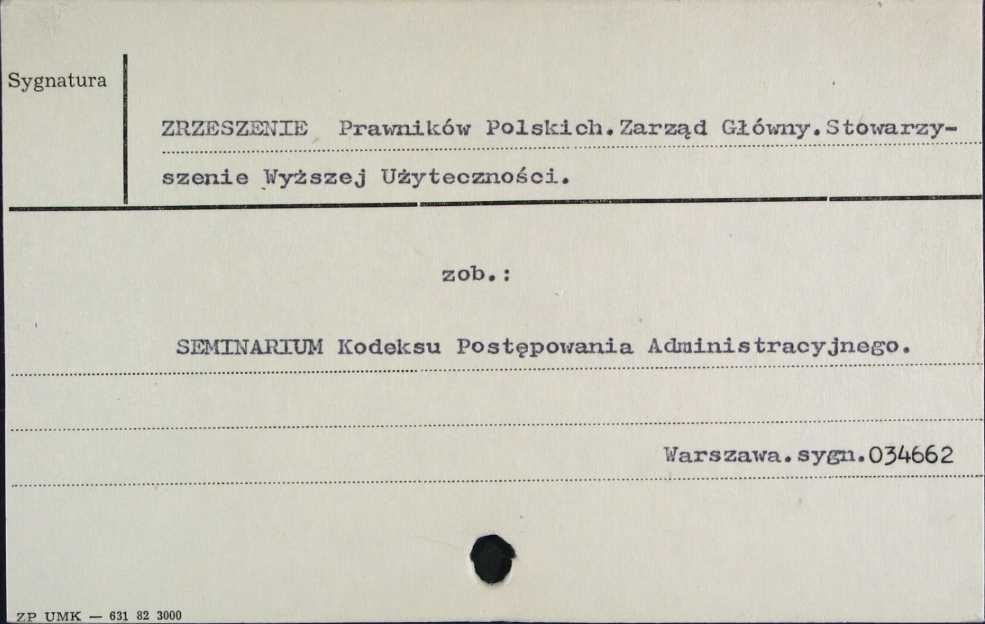 Sygnatura
ZRZESZENIE Prawników Polskich.Zarząd Główny.Stowarzy-
szenie Wyższej Użyteczności.
zob.:
SEMINARIUM Kodeksu Postępowania Administracyjnego.
Warszawa.sygn.034662
ZP UMK — 631 82 3000